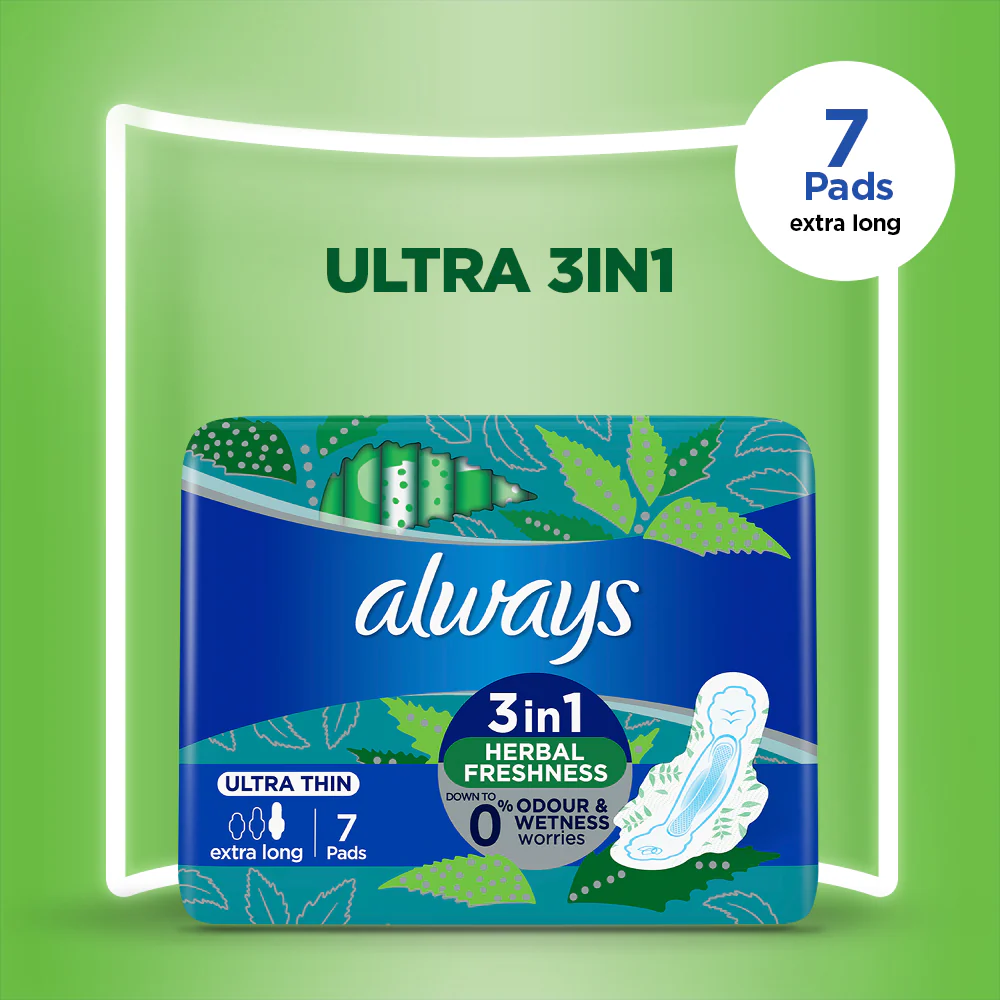 7
Pads
extra long
ULTRA 3IN1
always
3in1
HERBAL
FRESHNESS
DOWN TO
0% ODOUR &
WETNESS
worries
ULTRA THIN
extra long
7
Pads